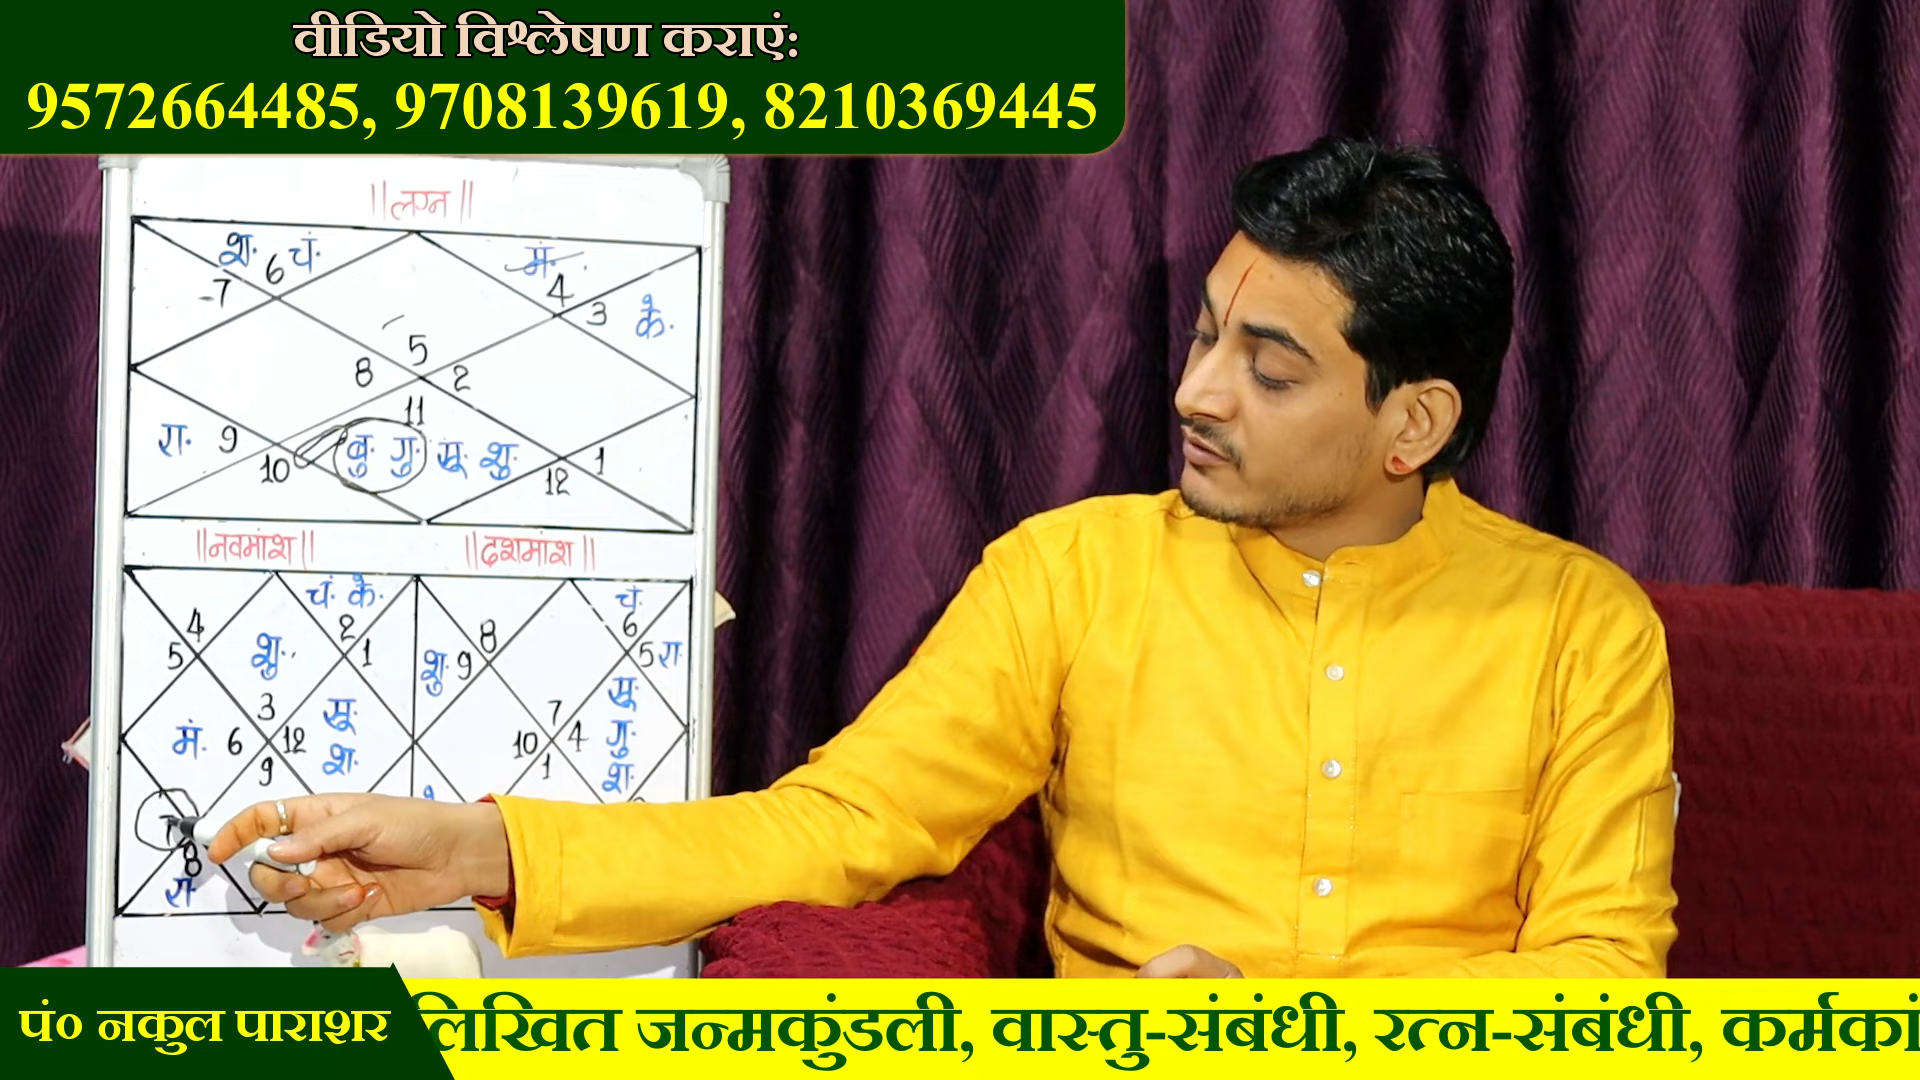 वीडियो विश्लेषण कराएं:
9572664485, 9708139619, 8210369445
||लग्न||
श. 6 चं.
मं.
7
4
3 के.
5
8
2
11
रा. 9
10
बु. गु. सू. शु.
12
1
||नवमांश||
||दशमांश||
चं. के.
4
2
5
शु.
1
3
सू.
मं. 6
12
श.
9
7
8
रा.
चं.
8
6
शु. 9
5 रा.
सू.
7
10
4
गु.
1
श.
पं० नकुल पाराशर
लिखित जन्मकुंडली, वास्तु-संबंधी, रत्न-संबंधी, कर्मकां